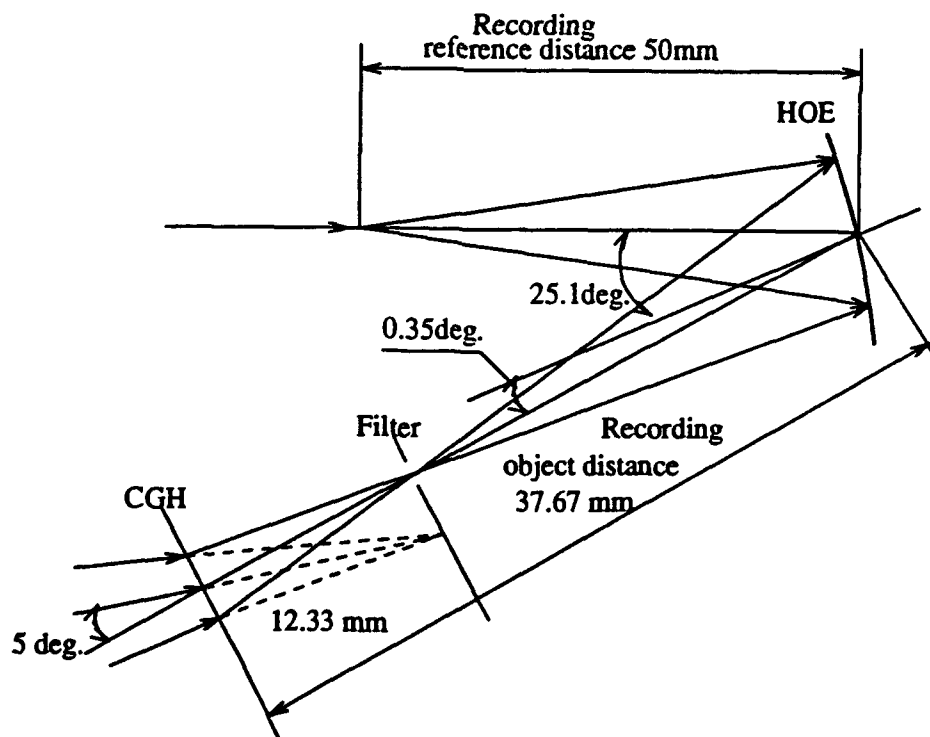 Recording
reference distance 50mm
HOE
25.1deg.
0.35deg.
Filter
Recording
object distance
37.67 mm
CGH
12.33 mm
5 deg.